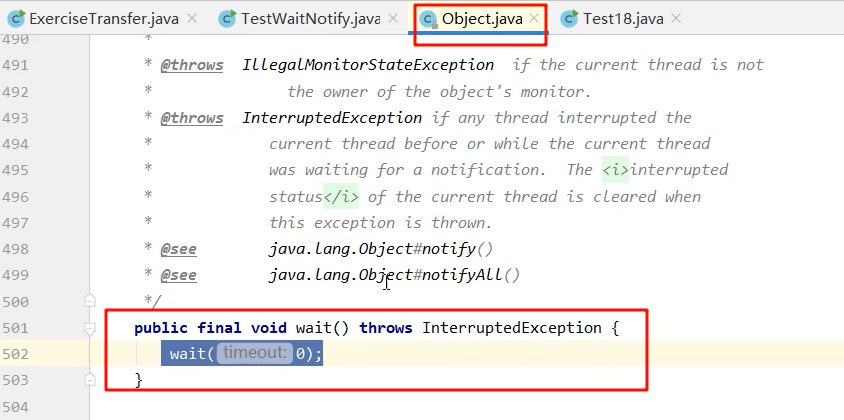 ExerciseTransfer.java × TestWaitNotify.java × Object.java × Test18.java ×
490 *
491 * @throws IllegalMonitorStateException if the current thread is not
492 * the owner of the object's monitor.
493 * @throws InterruptedException if any thread interrupted the
494 * current thread before or while the current thread
495 * was waiting for a notification. The <i>interrupted
496 * status</i> of the current thread is cleared when
497 * this exception is thrown.
498 * @see java.lang.Object#notify()
499 * @see java.lang.Object#notifyAll()
500 */
501 public final void wait() throws InterruptedException {
502 wait( timeout: 0);
503 }
504